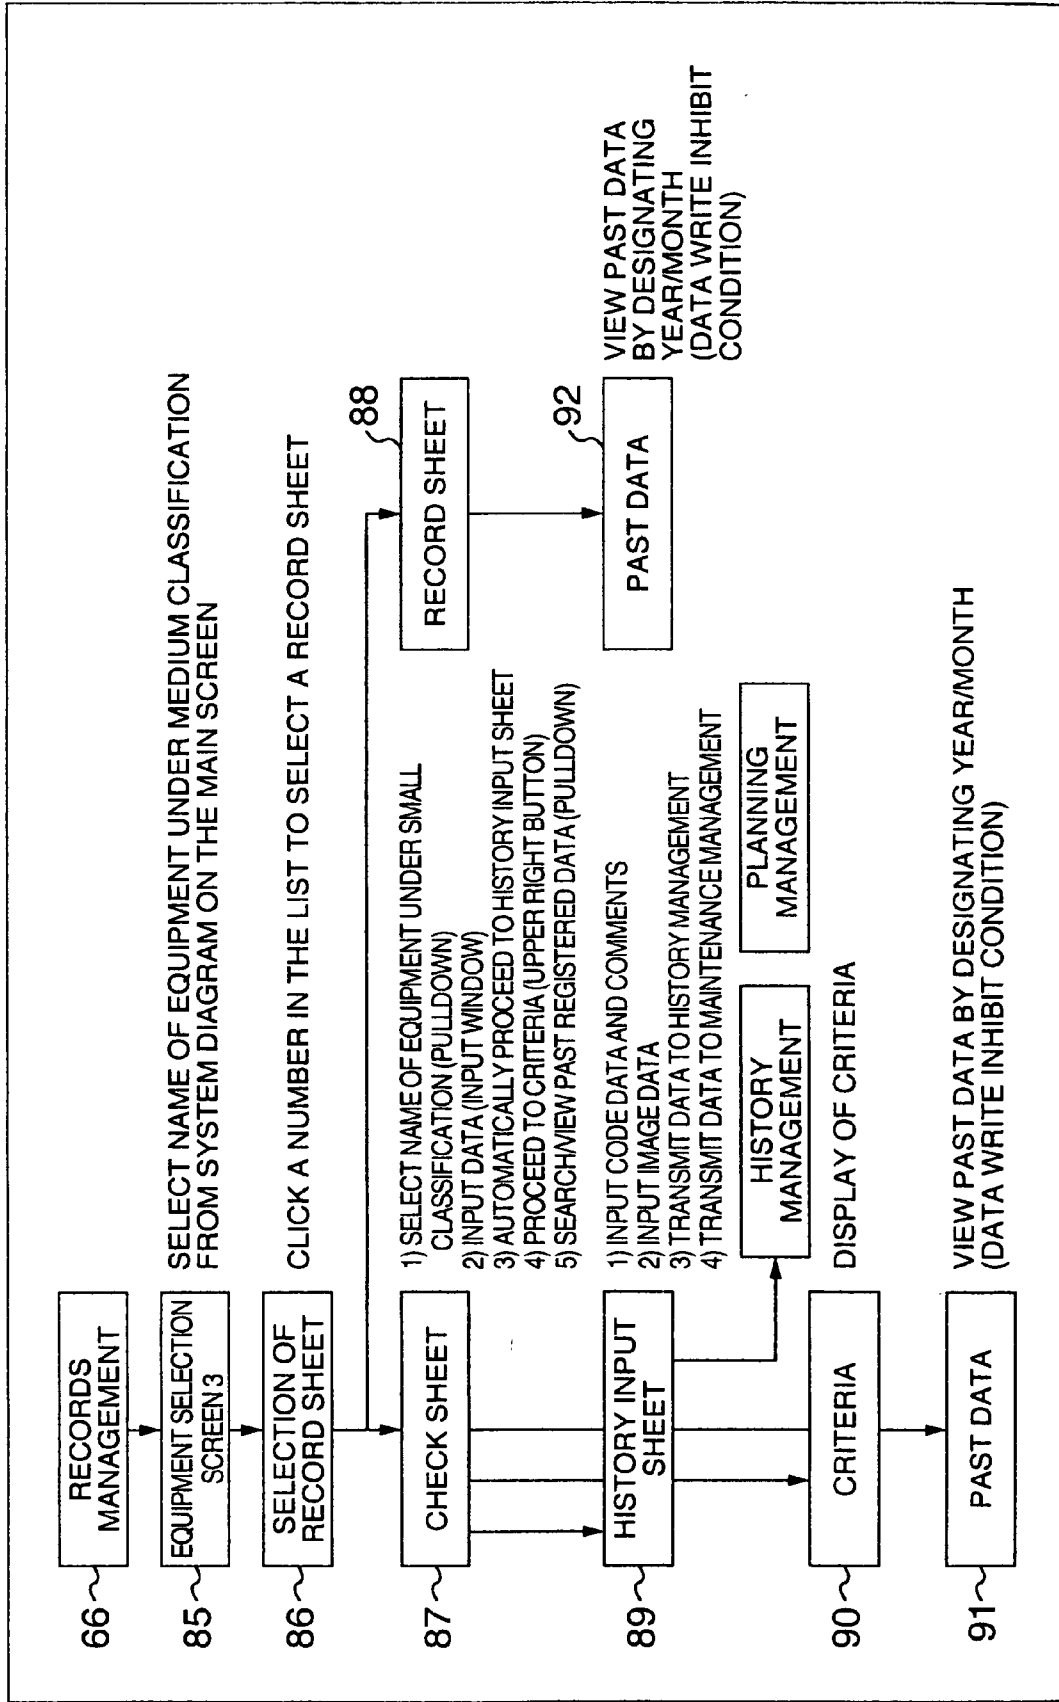 66
RECORDS
MANAGEMENT
85
EQUIPMENT SELECTION
SCREEN 3
SELECT NAME OF EQUIPMENT UNDER MEDIUM CLASSIFICATION
FROM SYSTEM DIAGRAM ON THE MAIN SCREEN
86
SELECTION OF
RECORD SHEET
CLICK A NUMBER IN THE LIST TO SELECT A RECORD SHEET
87
CHECK SHEET
1) SELECT NAME OF EQUIPMENT UNDER SMALL
CLASSIFICATION (PULLDOWN)
2) INPUT DATA (INPUT WINDOW)
3) AUTOMATICALLY PROCEED TO HISTORY INPUT SHEET
4) PROCEED TO CRITERIA (UPPER RIGHT BUTTON)
5) SEARCH/VIEW PAST REGISTERED DATA (PULLDOWN)
88
RECORD SHEET
89
HISTORY INPUT
SHEET
1) INPUT CODE DATA AND COMMENTS
2) INPUT IMAGE DATA
3) TRANSMIT DATA TO HISTORY MANAGEMENT
4) TRANSMIT DATA TO MAINTENANCE MANAGEMENT
92
PAST DATA
VIEW PAST DATA
BY DESIGNATING
YEAR/MONTH
(DATA WRITE INHIBIT
CONDITION)
HISTORY
MANAGEMENT
PLANNING
MANAGEMENT
90
CRITERIA
DISPLAY OF CRITERIA
91
PAST DATA
VIEW PAST DATA BY DESIGNATING YEAR/MONTH
(DATA WRITE INHIBIT CONDITION)